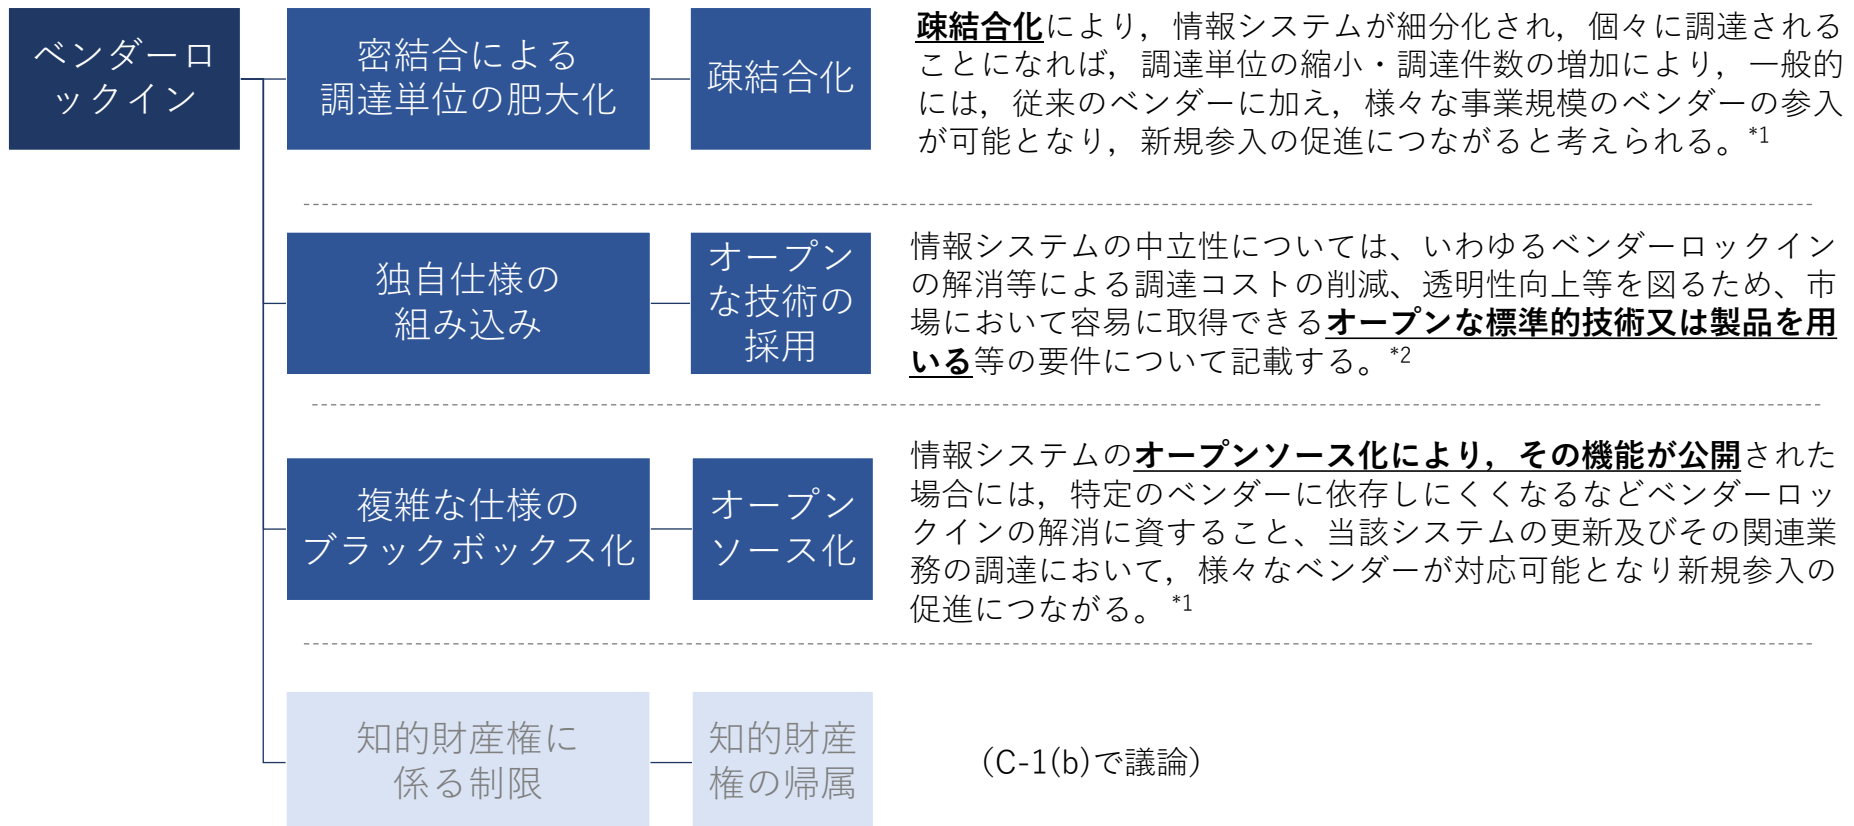 ベンダーロ
ックイン
密結合による
調達単位の肥大化
疎結合化
疎結合化により，情報システムが細分化され，個々に調達される
ことになれば，調達単位の縮小・調達件数の増加により，一般的
には，従来のベンダーに加え，様々な事業規模のベンダーの参入
が可能となり，新規参入の促進につながると考えられる。*1
独自仕様の
組み込み
オープン
な技術の
採用
情報システムの中立性については、いわゆるベンダーロックイン
の解消等による調達コストの削減、透明性向上等を図るため、市
場において容易に取得できるオープンな標準的技術又は製品を用
いる等の要件について記載する。*2
複雑な仕様の
ブラックボックス化
オープン
ソース化
情報システムのオープンソース化により，その機能が公開された
場合には，特定のベンダーに依存しにくくなるなどベンダーロッ
クインの解消に資すること、当該システムの更新及びその関連業
務の調達において，様々なベンダーが対応可能となり新規参入の
促進につながる。*1
知的財産権に
係る制限
知的財産
権の帰属
（C-1(b)で議論）